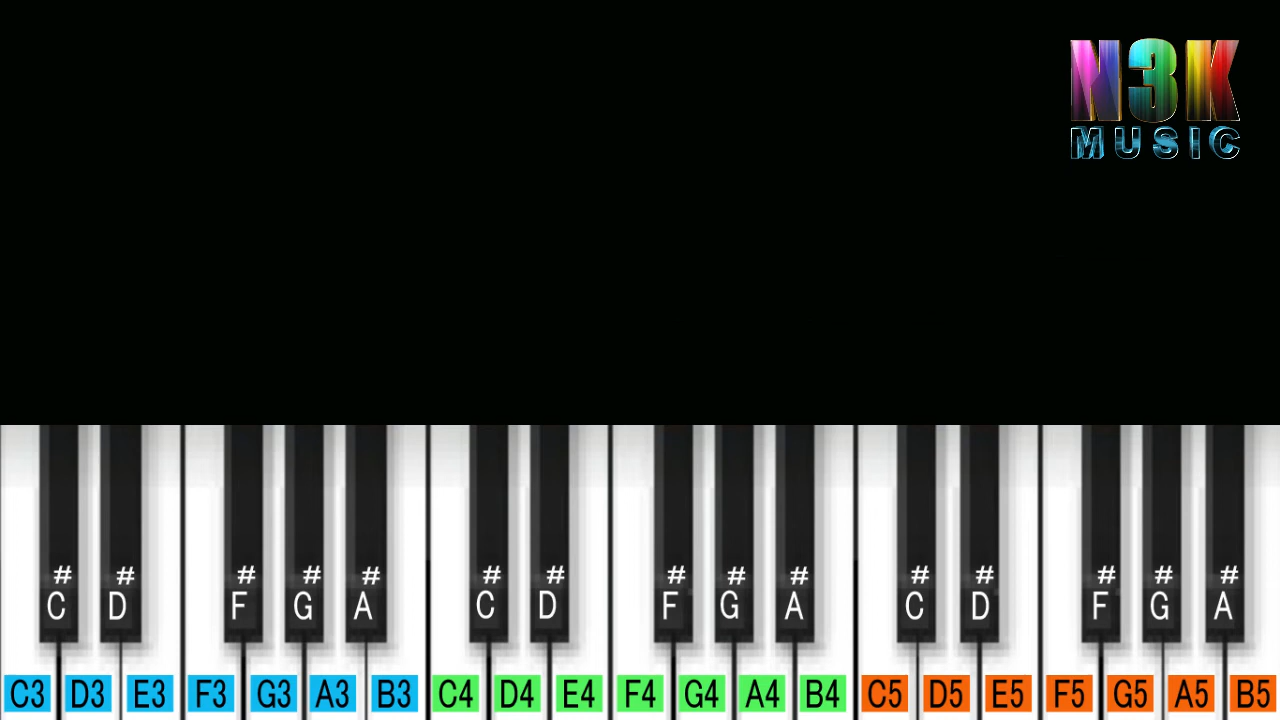 N3K
MUSIC
# # # # # # # # # # # # # # #
C D F G A C D F G A C D F G A
C3 D3 E3 F3 G3 A3 B3 C4 D4 E4 F4 G4 A4 B4 C5 D5 E5 F5 G5 A5 B5